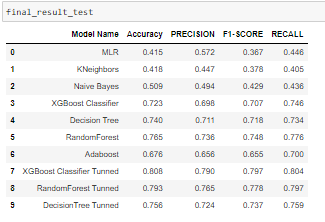 final_result_test
Model Name Accuracy PRECISION F1-SCORE RECALL
0 MLR 0.415 0.572 0.367 0.446
1 KNeighbors 0.418 0.447 0.378 0.405
2 Naive Bayes 0.509 0.494 0.429 0.436
3 XGBoost Classifier 0.723 0.698 0.707 0.746
4 Decision Tree 0.740 0.711 0.718 0.734
5 RandomForest 0.765 0.736 0.748 0.776
6 Adaboost 0.676 0.656 0.655 0.700
7 XGBoost Classifier Tunned 0.808 0.790 0.797 0.804
8 RandomForest Tunned 0.793 0.765 0.778 0.797
9 DecisionTree Tunned 0.756 0.724 0.737 0.759